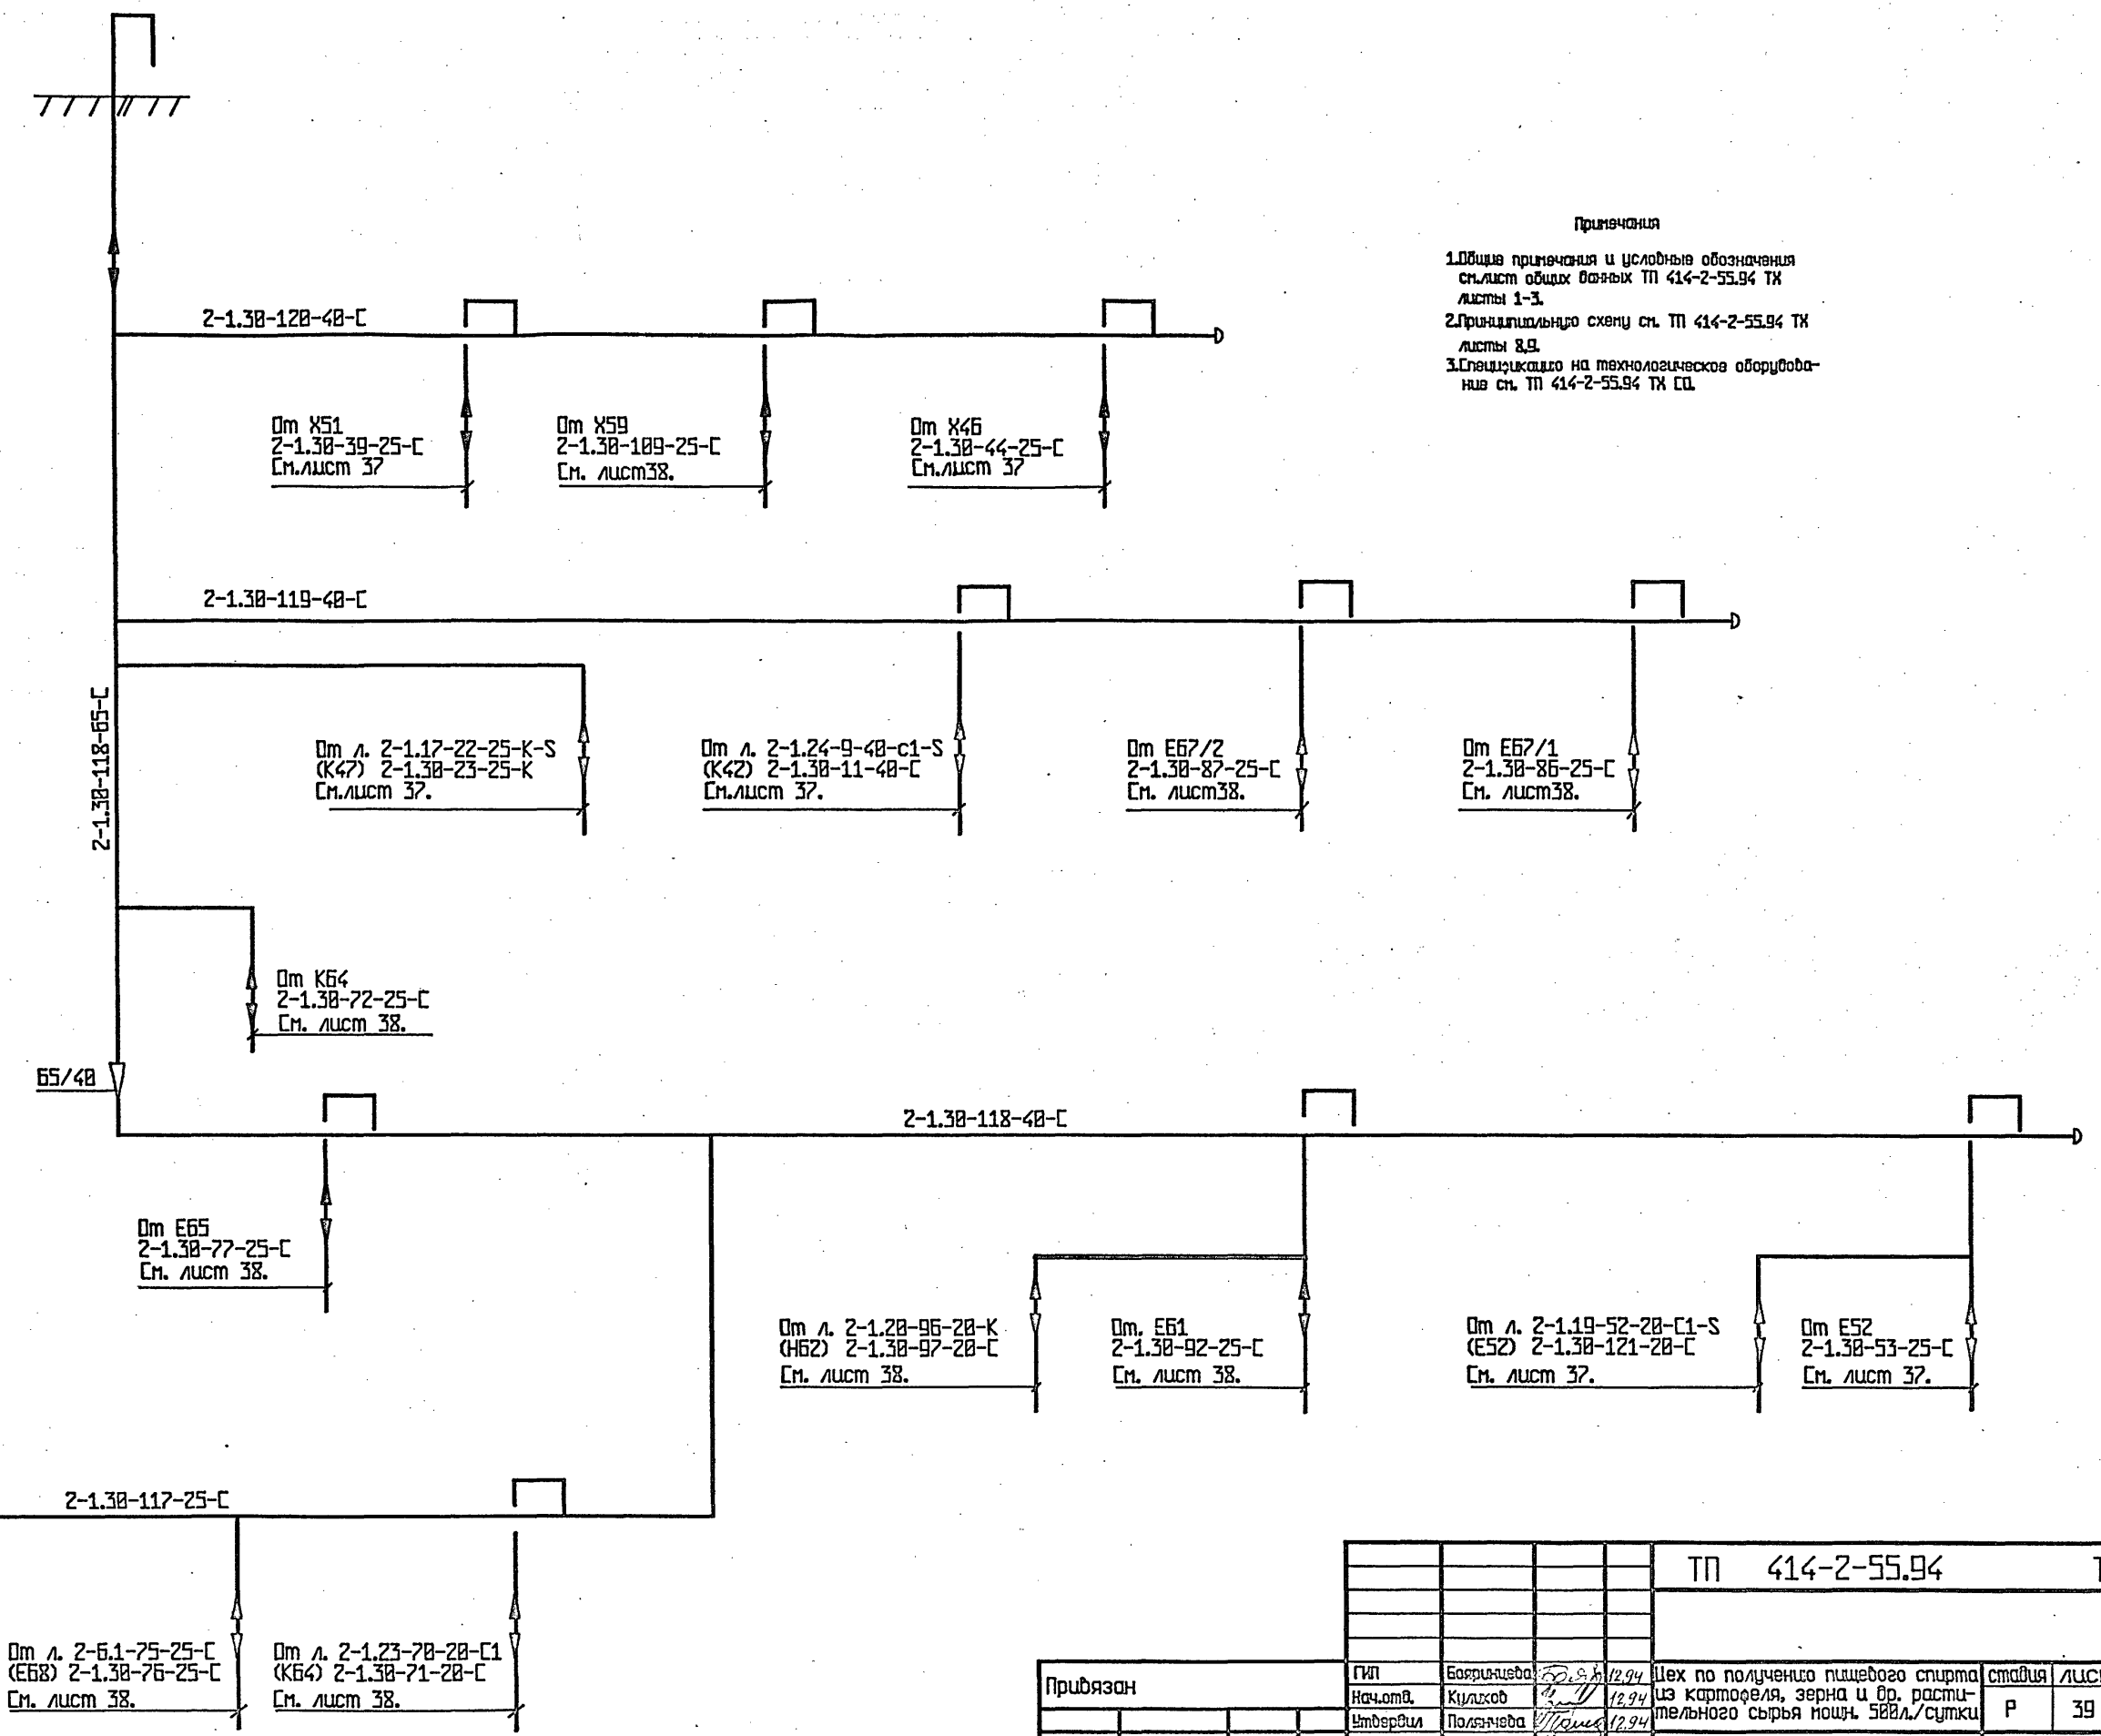 Примечания
1.Общие примечания и условные обозначения
см.лист общих данных ТП 414-2-55.94 ТХ
листы 1-3.
2.Принципиальную схему см. ТП 414-2-55.94 ТХ
листы 8,9.
3.Спецификацию на технологическое оборудова-
ние см. ТП 414-2-55.94 ТХ СО.
2-1.30-120-40-С
От Х51
2-1.30-39-25-С
См.лист 37
От Х59
2-1.30-109-25-С
См. лист38.
От Х46
2-1.30-44-25-С
См.лист 37
2-1.30-119-40-С
2-1.30-118-65-С
От л. 2-1.17-22-25-К-S
(К47) 2-1.30-23-25-К
См.лист 37.
От л. 2-1.24-9-40-с1-S
(К42) 2-1.30-11-40-С
См.лист 37.
От Е67/2
2-1.30-87-25-С
См. лист38.
От Е67/1
2-1.30-86-25-С
См. лист38.
От К64
2-1.30-72-25-С
См. лист 38.
65/40
2-1.30-118-40-С
От Е65
2-1.30-77-25-С
См. лист 38.
От л. 2-1.20-96-20-К
(Н62) 2-1.30-97-20-С
См. лист 38.
От. Е61
2-1.30-92-25-С
См. лист 38.
От л. 2-1.19-52-20-С1-S
(Е52) 2-1.30-121-20-С
См. лист 37.
От Е52
2-1.30-53-25-С
См. лист 37.
2-1.30-117-25-С
От л. 2-6.1-75-25-С
(Е68) 2-1.30-76-25-С
См. лист 38.
От л. 2-1.23-70-20-С1
(К64) 2-1.30-71-20-С
См. лист 38.
ТП 414-2-55.94 Т
Привязан
ГИП Бояринцева 12.94
Нач.отд. Куликов 12.94
Утвердил Полянчева 12.94
Цех по получению пищевого спирта
из картофеля, зерна и др. расти-
тельного сырья мощн. 500л./сутки
стадия лис
Р 39